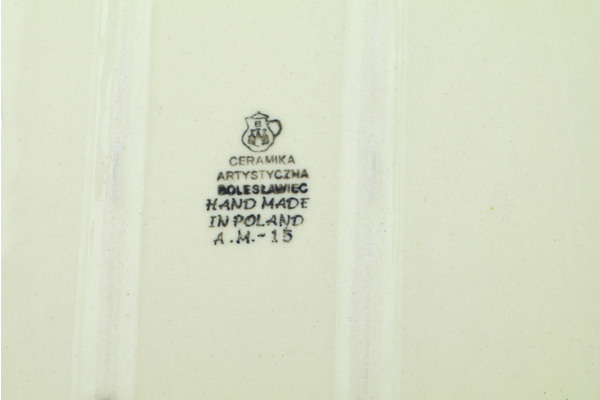 CERAMIKA
ARTYSTYCZNA
BOLESŁAWIEC
HAND MADE
IN POLAND
A.M.-15